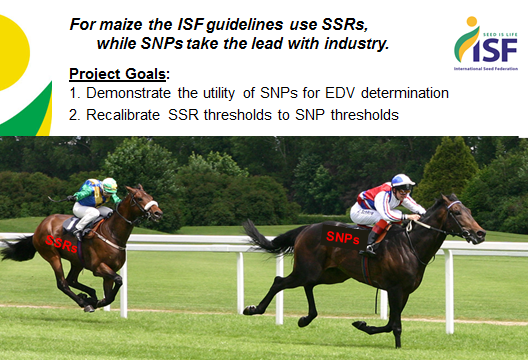 For maize the ISF guidelines use SSRs,
while SNPs take the lead with industry.
SEED IS LIFE
ISF
International Seed Federation
Project Goals:
1. Demonstrate the utility of SNPs for EDV determination
2. Recalibrate SSR thresholds to SNP thresholds
SSRs
SNPs